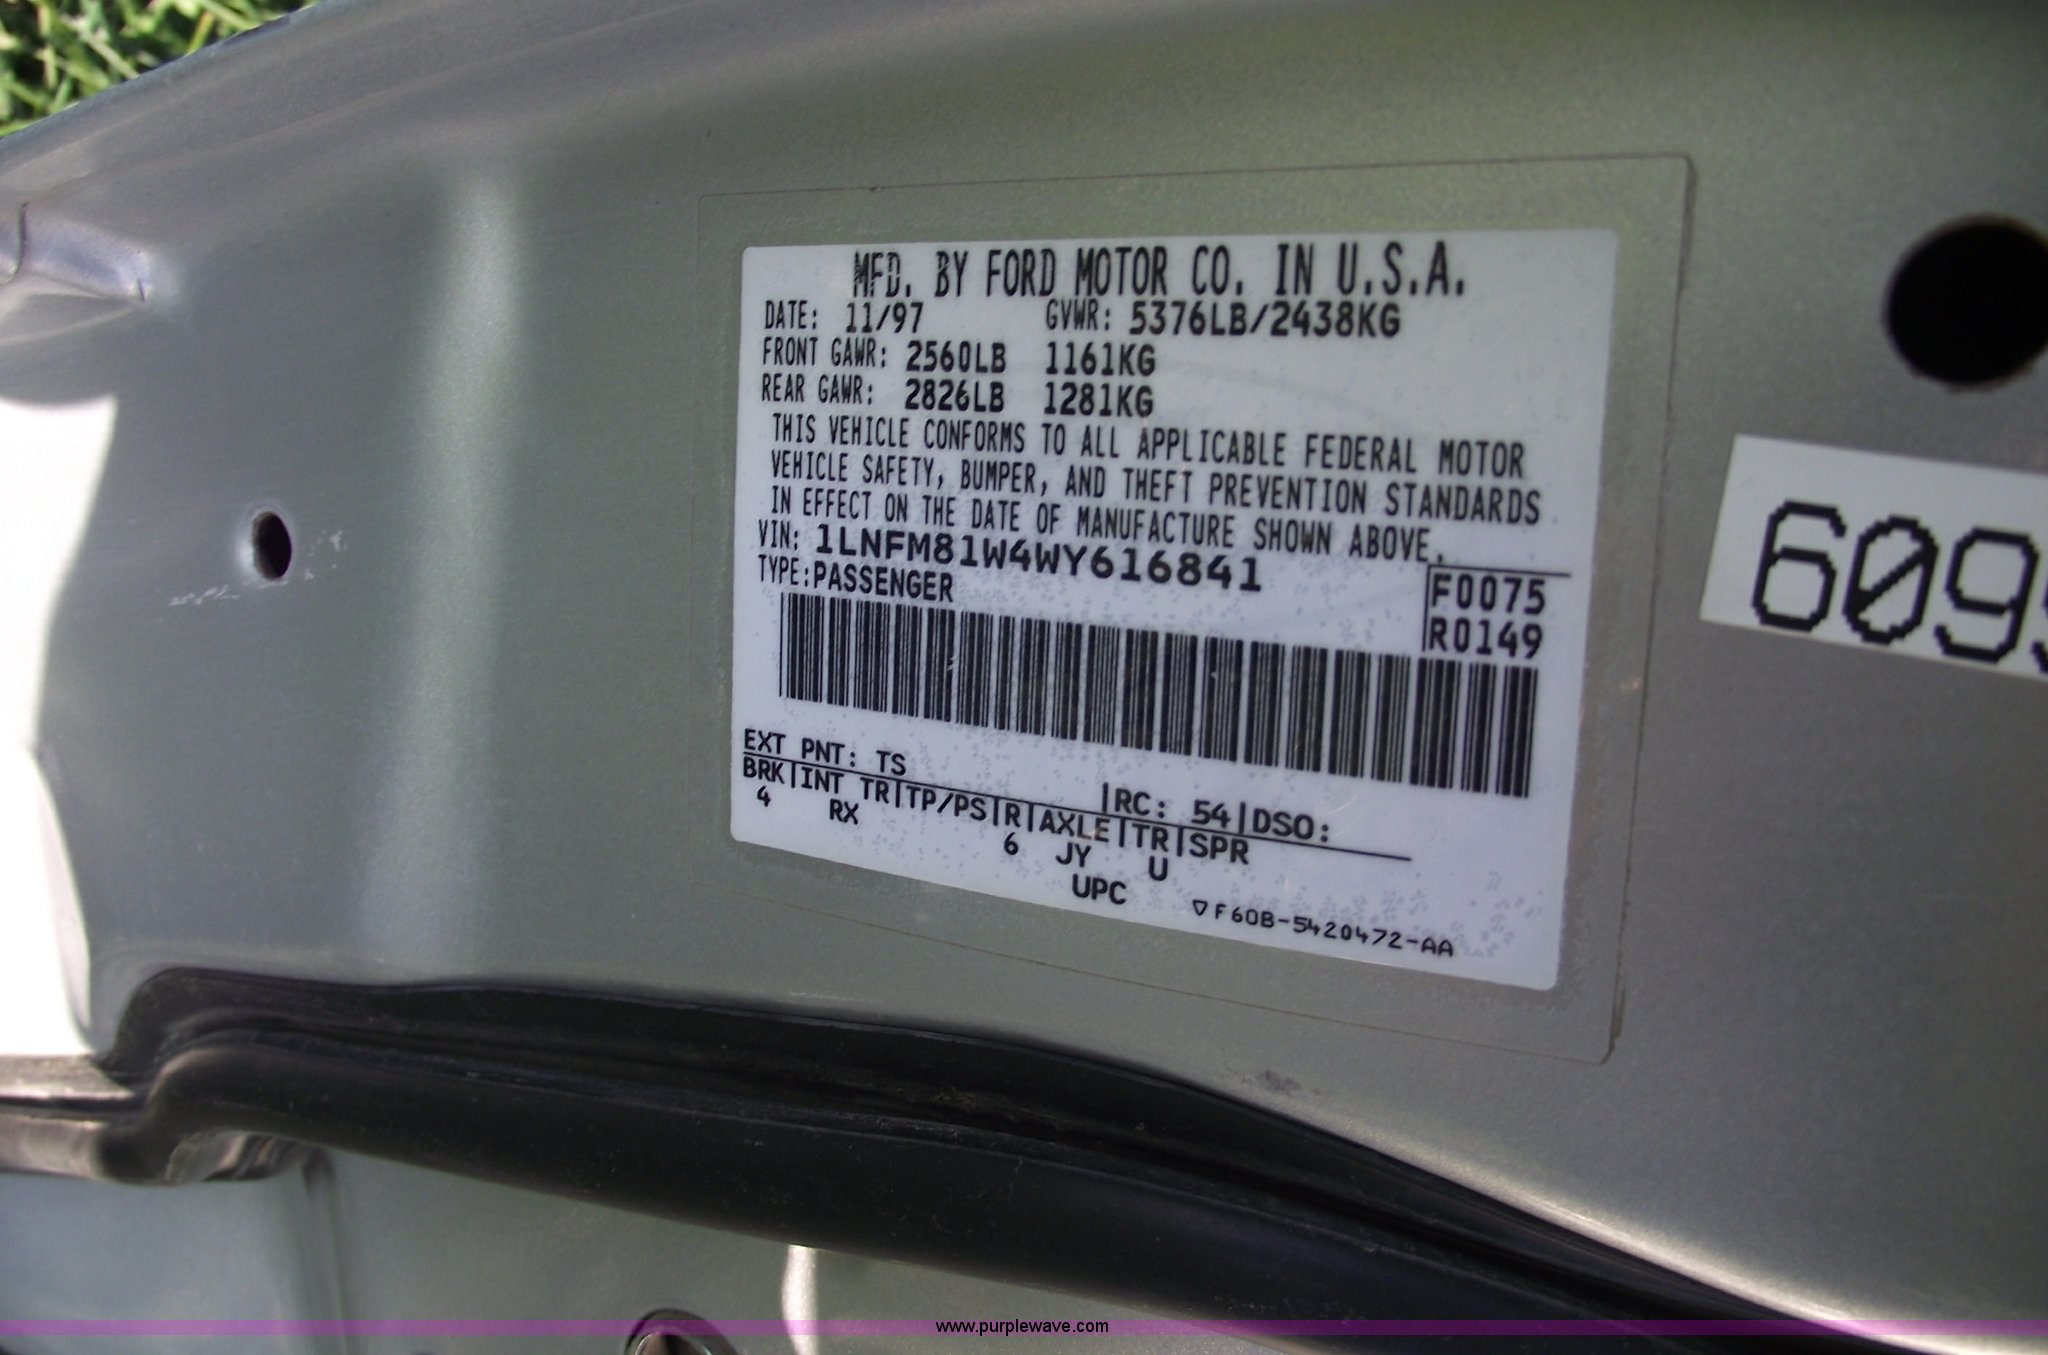 MFD. BY FORD MOTOR CO. IN U.S.A.
DATE: 11/97 GVWR: 5376LB/2438KG
FRONT GAWR: 2560LB 1161KG
REAR GAWR: 2826LB 1281KG
THIS VEHICLE CONFORMS TO ALL APPLICABLE FEDERAL MOTOR
VEHICLE SAFETY, BUMPER, AND THEFT PREVENTION STANDARDS
IN EFFECT ON THE DATE OF MANUFACTURE SHOWN ABOVE.
VIN: 1LNFM81W4WY616841
TYPE: PASSENGER
F0075
R0149
EXT PNT: TS |RC: 54|DSO:
BRK|INT TR|TP/PS|R|AXLE|TR|SPR
4 RX 6 JY U
UPC ▽F60B-5420472-AA
609
www.purplewave.com